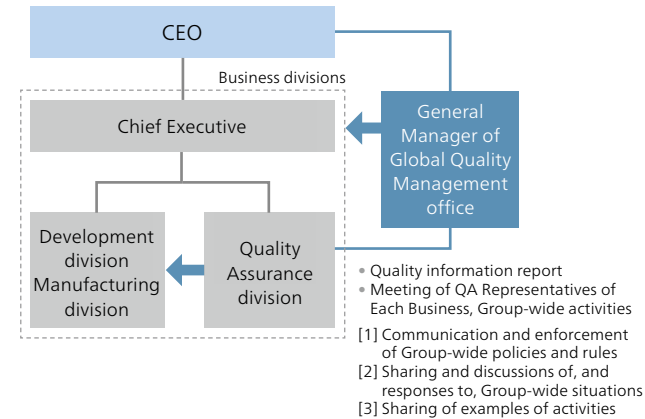 CEO
Business divisions
Chief Executive
General
Manager of
Global Quality
Management
office
Development
division
Manufacturing
division
Quality
Assurance
division
• Quality information report
• Meeting of QA Representatives of
Each Business, Group-wide activities
[1] Communication and enforcement
of Group-wide policies and rules
[2] Sharing and discussions of, and
responses to, Group-wide situations
[3] Sharing of examples of activities